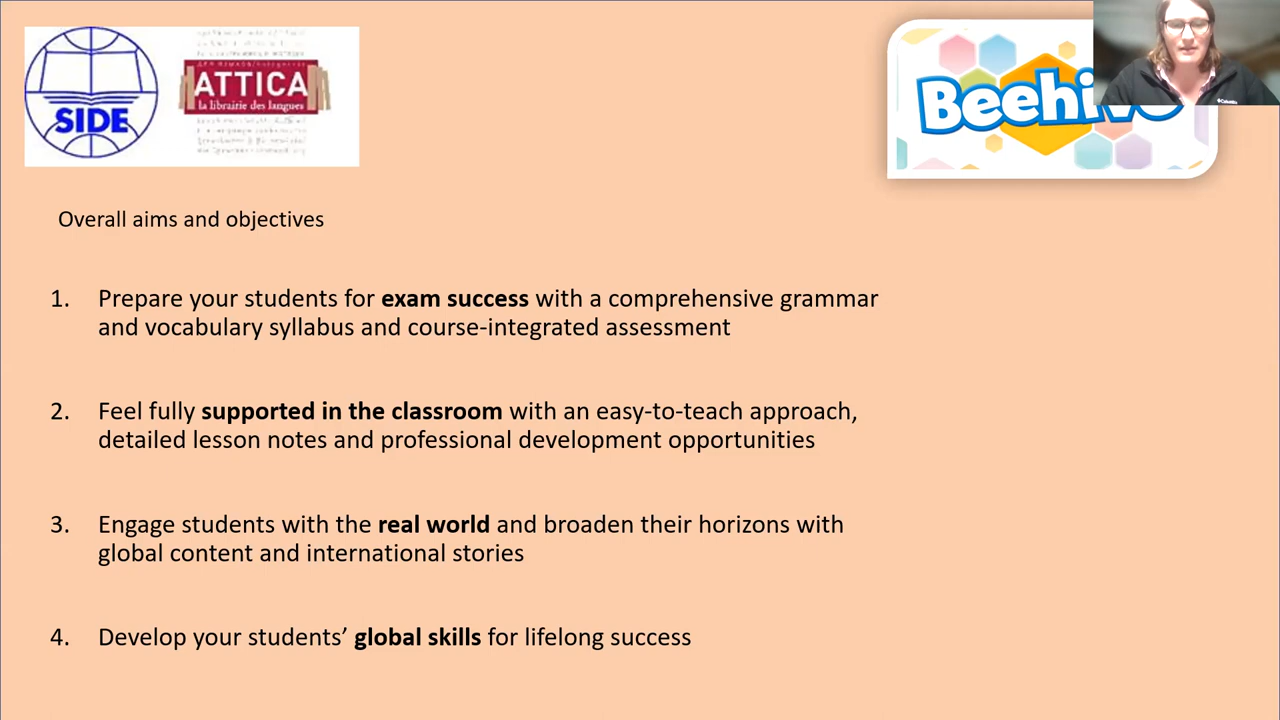 SIDE
ATTICA
la librairie des langues
Beehive
Overall aims and objectives
1. Prepare your students for exam success with a comprehensive grammar
and vocabulary syllabus and course-integrated assessment
2. Feel fully supported in the classroom with an easy-to-teach approach,
detailed lesson notes and professional development opportunities
3. Engage students with the real world and broaden their horizons with
global content and international stories
4. Develop your students’ global skills for lifelong success